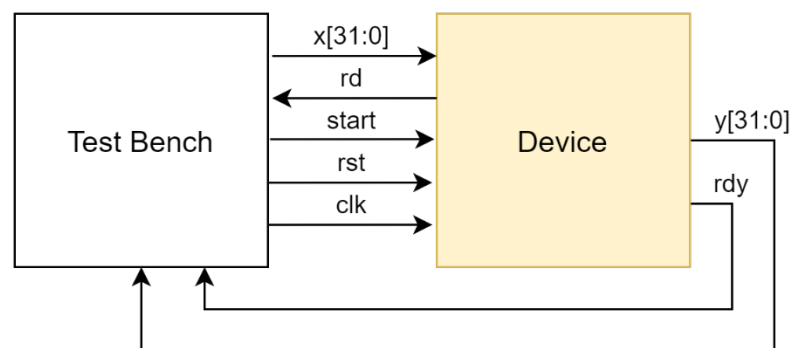 x[31:0]
rd
start
rst
clk
Test Bench
Device
y[31:0]
rdy